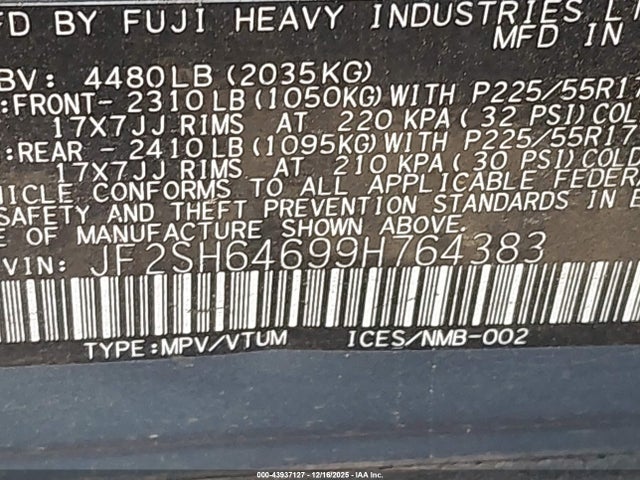 FD BY FUJI HEAVY INDUSTRIES L
MFD IN
BV: 4480LB (2035KG)
:FRONT- 2310LB (1050KG) WITH P225/55R17
17X7JJ RIMS AT 220 KPA ( 32 PSI) COL
:REAR - 2410LB (1095KG) WITH P225/55R17
17X7JJ RIMS AT 210 KPA ( 30 PSI) COLD
HICLE CONFORMS TO ALL APPLICABLE FEDERA
SAFETY AND THEFT PREVENTION STANDARDS IN E
E OF MANUFACTURE SHOWN ABOVE.
VIN: JF2SH64699H764383
TYPE:MPV/VTUM ICES/NMB-002
000-43937127 - 12/16/2025 - IAA Inc.